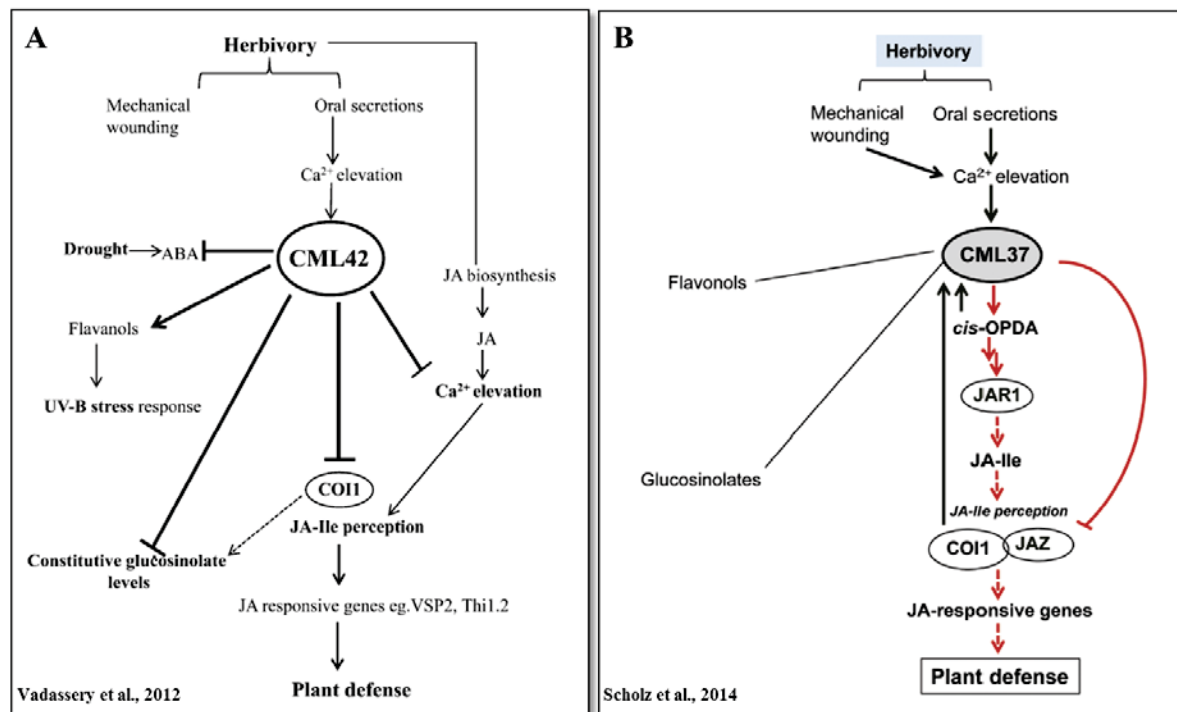 A
Herbivory
Mechanical
wounding
Oral secretions
Ca²⁺ elevation
CML42
Drought
ABA
JA biosynthesis
Flavanols
JA
Ca²⁺ elevation
UV-B stress response
COI1
JA-Ile perception
Constitutive glucosinolate
levels
JA responsive genes eg.VSP2, Thi1.2
Plant defense
Vadassery et al., 2012
B
Herbivory
Mechanical
wounding
Oral secretions
Ca²⁺ elevation
CML37
Flavonols
cis-OPDA
JAR1
JA-Ile
Glucosinolates
JA-Ile perception
COI1
JAZ
JA-responsive genes
Plant defense
Scholz et al., 2014